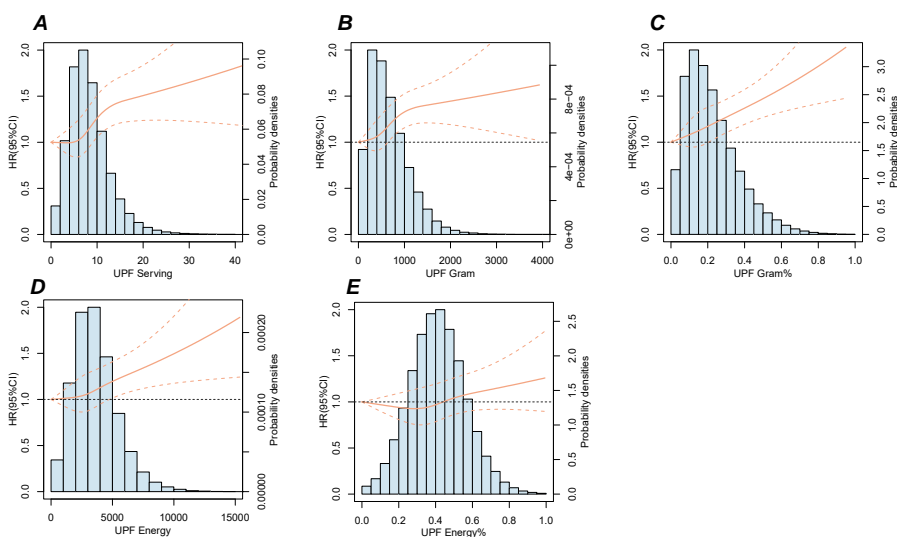 A
HR(95%CI)
0.0 0.5 1.0 1.5 2.0
0 10 20 30 40
UPF Serving
0.00 0.02 0.04 0.06 0.08 0.10
Probability densities
B
HR(95%CI)
0.0 0.5 1.0 1.5 2.0
0 1000 2000 3000 4000
UPF Gram
0e+00 4e-04 8e-04
Probability densities
C
HR(95%CI)
0.0 0.5 1.0 1.5 2.0
0.0 0.2 0.4 0.6 0.8 1.0
UPF Gram%
0.0 0.5 1.0 1.5 2.0 2.5 3.0
Probability densities
D
HR(95%CI)
0.0 0.5 1.0 1.5 2.0
0 5000 10000 15000
UPF Energy
0.00000 0.00010 0.00020
Probability densities
E
HR(95%CI)
0.0 0.5 1.0 1.5 2.0
0.0 0.2 0.4 0.6 0.8 1.0
UPF Energy%
0.0 0.5 1.0 1.5 2.0 2.5
Probability densities